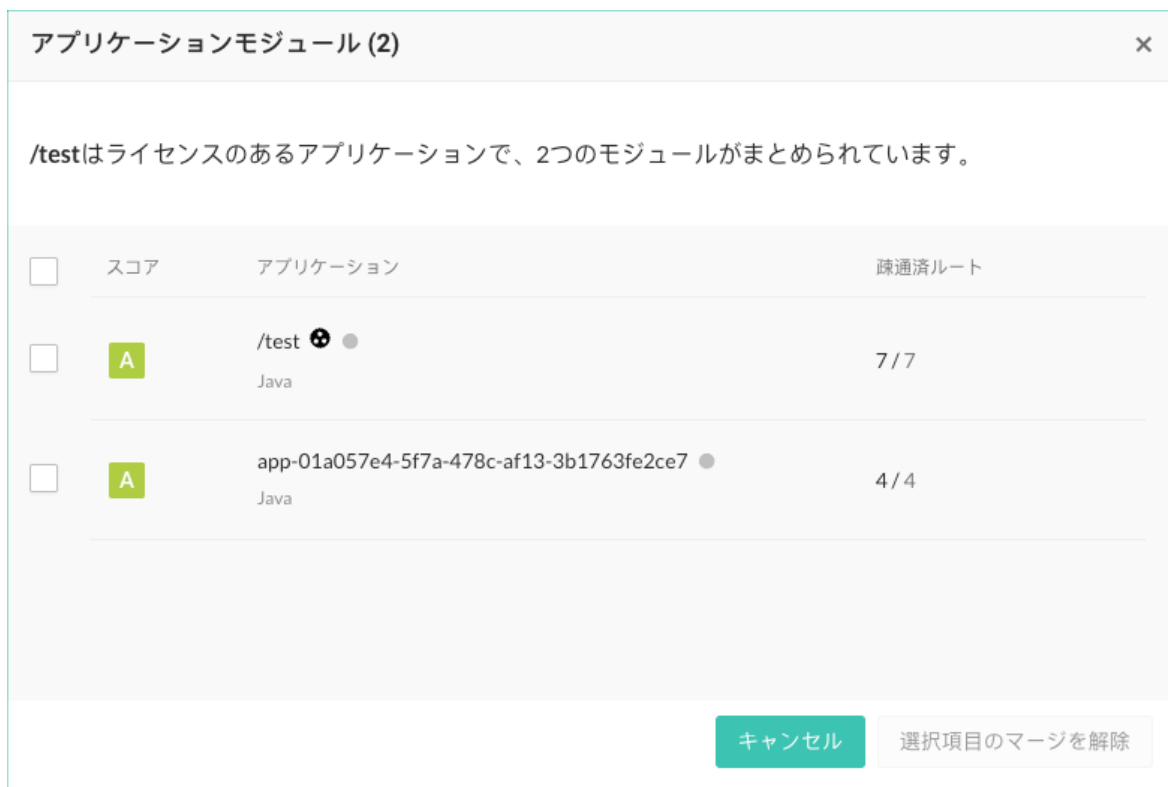 アプリケーションモジュール (2)
/testはライセンスのあるアプリケーションで、2つのモジュールがまとめられています。
スコア アプリケーション 疎通済ルート
/test
A 7 / 7
Java
app-01a057e4-5f7a-478c-af13-3b1763fe2ce7
A 4 / 4
Java
キャンセル 選択項目のマージを解除